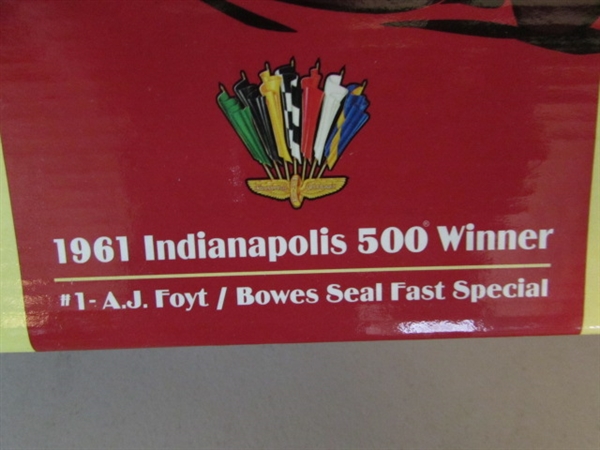 1961 Indianapolis 500® Winner
#1- A.J. Foyt / Bowes Seal Fast Special